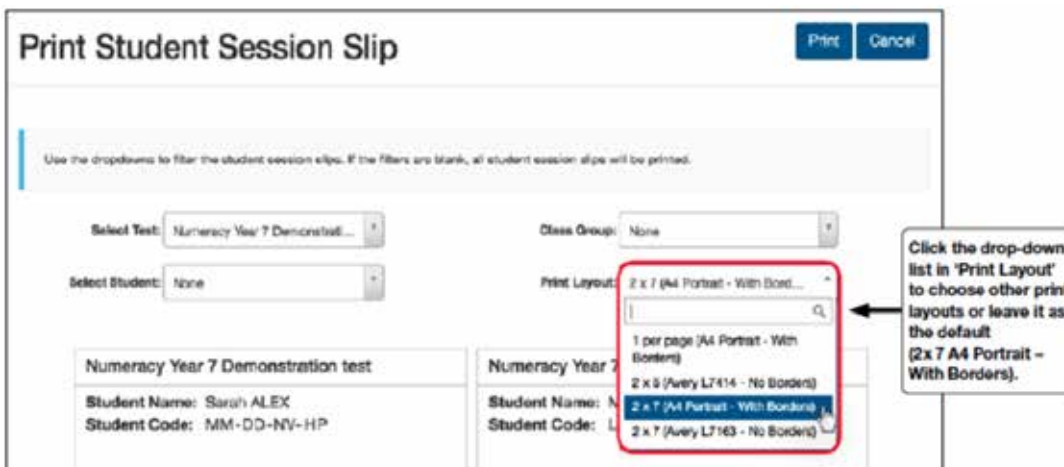 Print Student Session Slip
Print Cancel
Use the dropdowns to filter the student session slips. If the filters are blank, all student session slips will be printed.
Select Test: Numeracy Year 7 Demonstrati...
Class Group: None
Select Student: None
Print Layout: 2 x 7 (A4 Portrait - With Bord...
1 per page (A4 Portrait - With
Borders)
2 x 5 (Avery L7414 - No Borders)
2 x 7 (A4 Portrait - With Borders)
2 x 7 (Avery L7163 - No Borders)
Numeracy Year 7 Demonstration test
Student Name: Sarah ALEX
Student Code: MM-DD-NV-HP
Numeracy Year 7
Student Name: N
Student Code: L
Click the drop-down
list in 'Print Layout'
to choose other print
layouts or leave it as
the default
(2x 7 A4 Portrait –
With Borders).